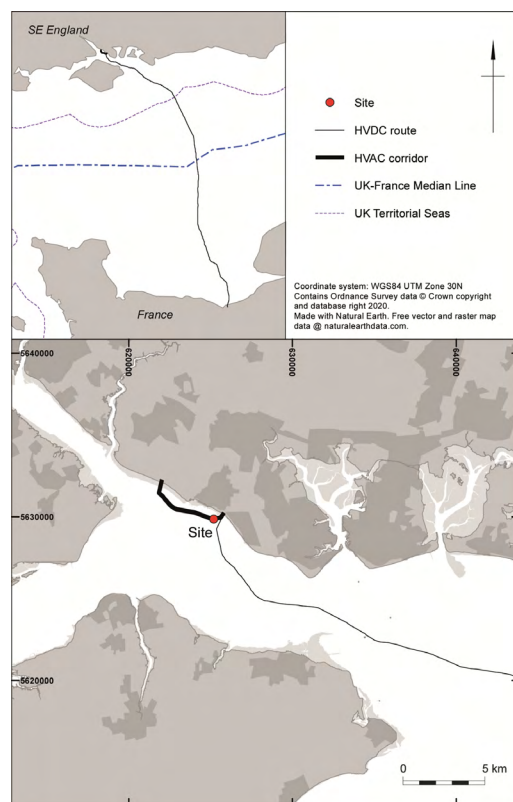 SE England
France
Site
HVDC route
HVAC corridor
UK-France Median Line
UK Territorial Seas
Coordinate system: WGS84 UTM Zone 30N
Contains Ordnance Survey data © Crown copyright
and database right 2020.
Made with Natural Earth. Free vector and raster map
data @ naturalearthdata.com.
5640000
620000
630000
640000
5630000
Site
5620000
0
5 km